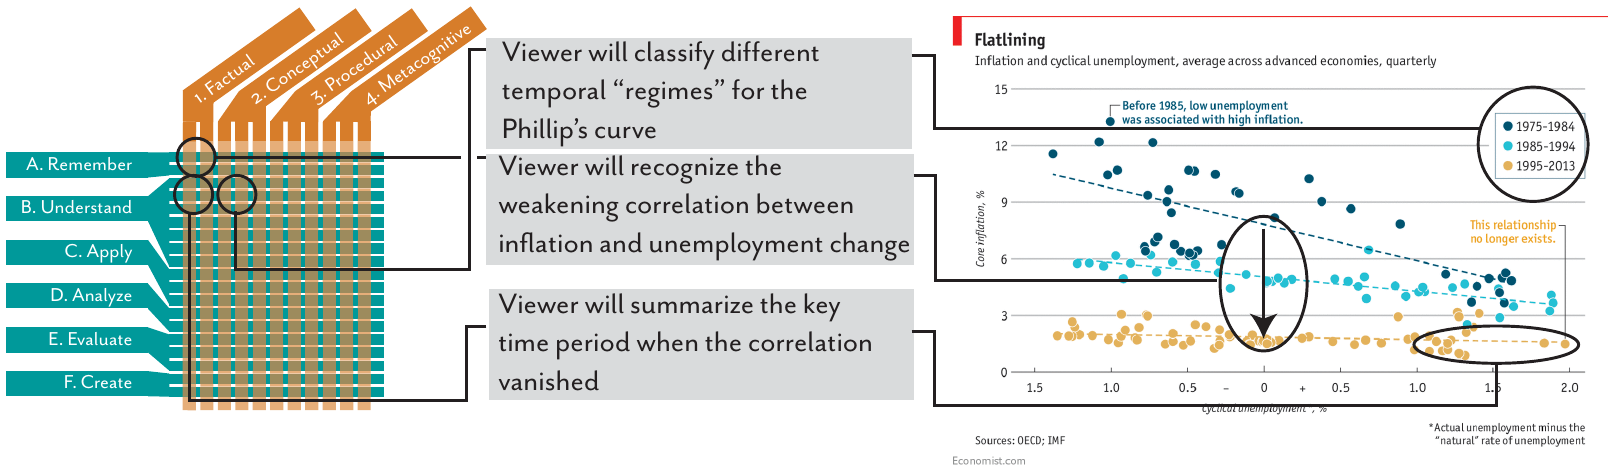 1. Factual
2. Conceptual
3. Procedural
4. Metacognitive
A. Remember
B. Understand
C. Apply
D. Analyze
E. Evaluate
F. Create
Viewer will classify different
temporal “regimes” for the
Phillip’s curve
Viewer will recognize the
weakening correlation between
inflation and unemployment change
Viewer will summarize the key
time period when the correlation
vanished
Flatlining
Inflation and cyclical unemployment, average across advanced economies, quarterly
15
12
9
6
3
0
Core inflation, %
Before 1985, low unemployment
was associated with high inflation.
1975-1984
1985-1994
1995-2013
This relationship
no longer exists.
1.5 1.0 0.5 – 0 + 0.5 1.0 1.5 2.0
Cyclical unemployment*, %
*Actual unemployment minus the
“natural” rate of unemployment
Sources: OECD; IMF
Economist.com